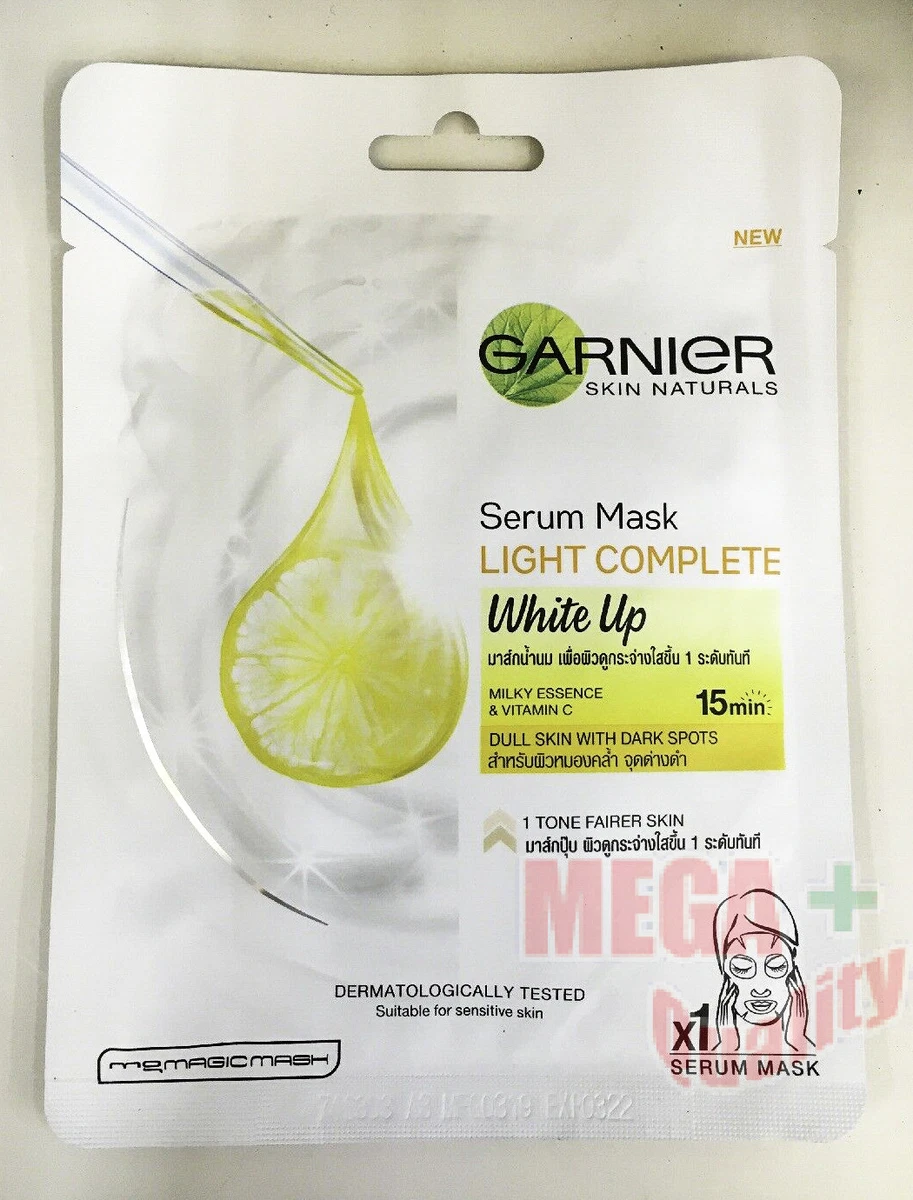 NEW
GARNIER
SKIN NATURALS
Serum Mask
LIGHT COMPLETE
White Up
มาส์กน้ำนม เพื่อผิวดูกระจ่างใสขึ้น 1 ระดับทันที
MILKY ESSENCE
& VITAMIN C
15min
DULL SKIN WITH DARK SPOTS
สำหรับผิวหมองคล้ำ จุดด่างดำ
1 TONE FAIRER SKIN
มาส์กปุ๊บ ผิวดูกระจ่างใสขึ้น 1 ระดับทันที
MEGA +
Quality
DERMATOLOGICALLY TESTED
Suitable for sensitive skin
x1
SERUM MASK
MAGIC MASK
MF 0319 EX 0322